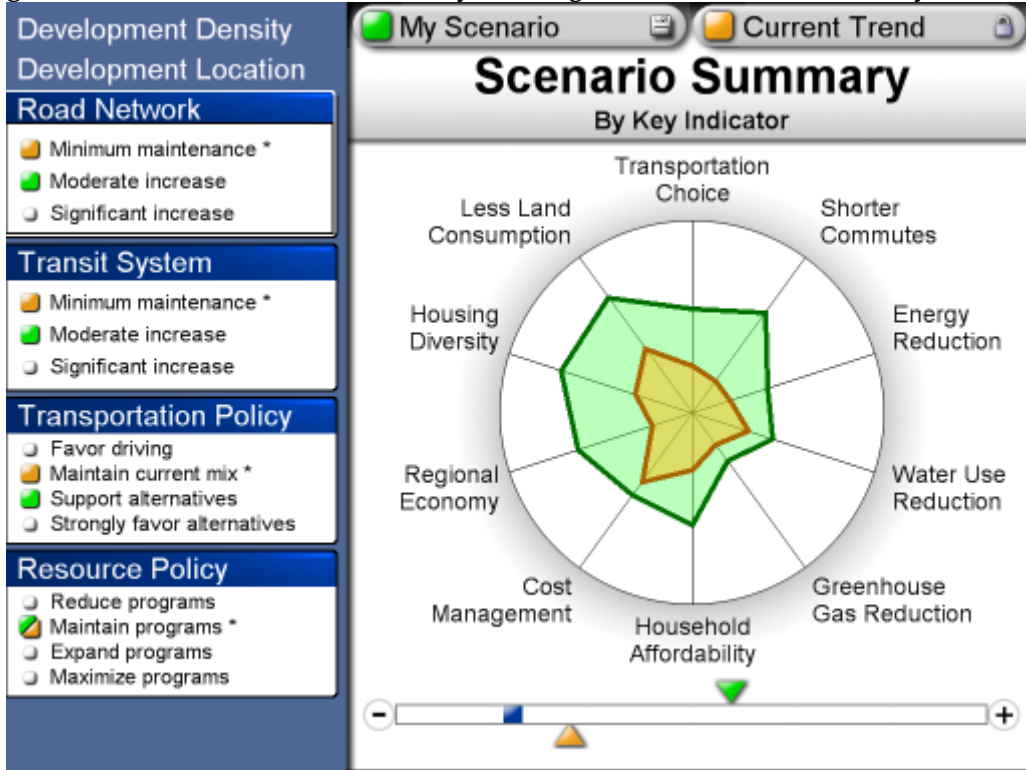 Development Density
Development Location
Road Network
Minimum maintenance *
Moderate increase
Significant increase
Transit System
Minimum maintenance *
Moderate increase
Significant increase
Transportation Policy
Favor driving
Maintain current mix *
Support alternatives
Strongly favor alternatives
Resource Policy
Reduce programs
Maintain programs *
Expand programs
Maximize programs
My Scenario
Current Trend
Scenario Summary
By Key Indicator
Transportation
Choice
Shorter
Commutes
Energy
Reduction
Water Use
Reduction
Greenhouse
Gas Reduction
Household
Affordability
Cost
Management
Regional
Economy
Housing
Diversity
Less Land
Consumption